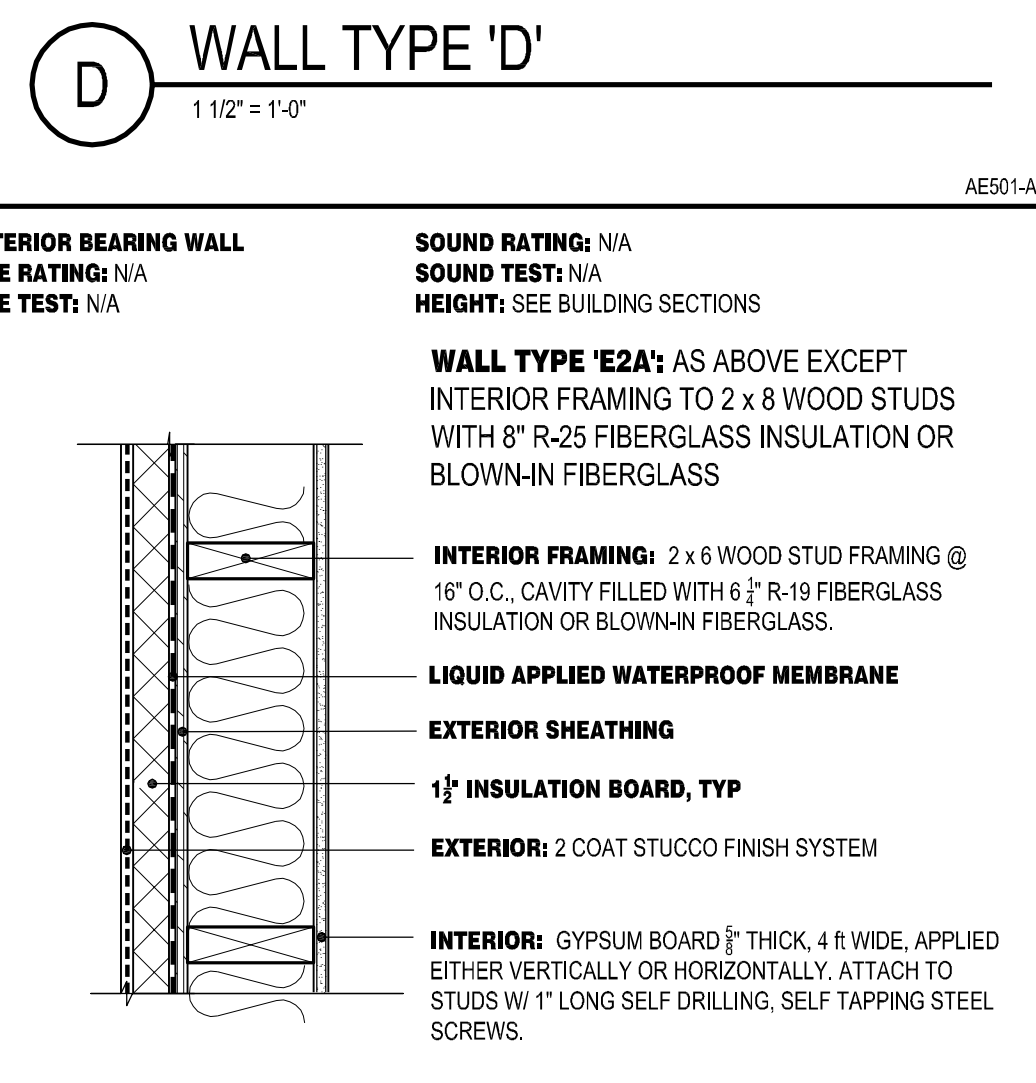 D
WALL TYPE 'D'
1 1/2" = 1'-0"
AE501-A
TERIOR BEARING WALL
E RATING: N/A
E TEST: N/A
SOUND RATING: N/A
SOUND TEST: N/A
HEIGHT: SEE BUILDING SECTIONS
WALL TYPE 'E2A': AS ABOVE EXCEPT
INTERIOR FRAMING TO 2 x 8 WOOD STUDS
WITH 8" R-25 FIBERGLASS INSULATION OR
BLOWN-IN FIBERGLASS
INTERIOR FRAMING: 2 x 6 WOOD STUD FRAMING @
16" O.C., CAVITY FILLED WITH 6 1/4" R-19 FIBERGLASS
INSULATION OR BLOWN-IN FIBERGLASS.
LIQUID APPLIED WATERPROOF MEMBRANE
EXTERIOR SHEATHING
1 1/2" INSULATION BOARD, TYP
EXTERIOR: 2 COAT STUCCO FINISH SYSTEM
INTERIOR: GYPSUM BOARD 5/8" THICK, 4 ft WIDE, APPLIED
EITHER VERTICALLY OR HORIZONTALLY. ATTACH TO
STUDS W/ 1" LONG SELF DRILLING, SELF TAPPING STEEL
SCREWS.